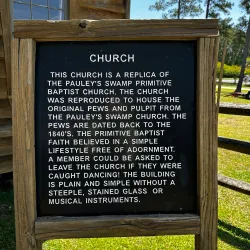 CHURCH
THIS CHURCH IS A REPLICA OF
THE PAULEY'S SWAMP PRIMITIVE
BAPTIST CHURCH. THE CHURCH
WAS REPRODUCED TO HOUSE THE
ORIGINAL PEWS AND PULPIT FROM
THE PAULEY'S SWAMP CHURCH.
THE PEWS ARE DATED BACK TO THE
1840'S. THE PRIMITIVE BAPTIST
FAITH BELIEVED IN A SIMPLE
LIFESTYLE FREE OF ADORNMENT.
A MEMBER COULD BE ASKED TO
LEAVE THE CHURCH IF THEY WERE
CAUGHT DANCING! THE BUILDING
IS PLAIN AND SIMPLE WITHOUT A
STEEPLE, STAINED GLASS OR
MUSICAL INSTRUMENTS.